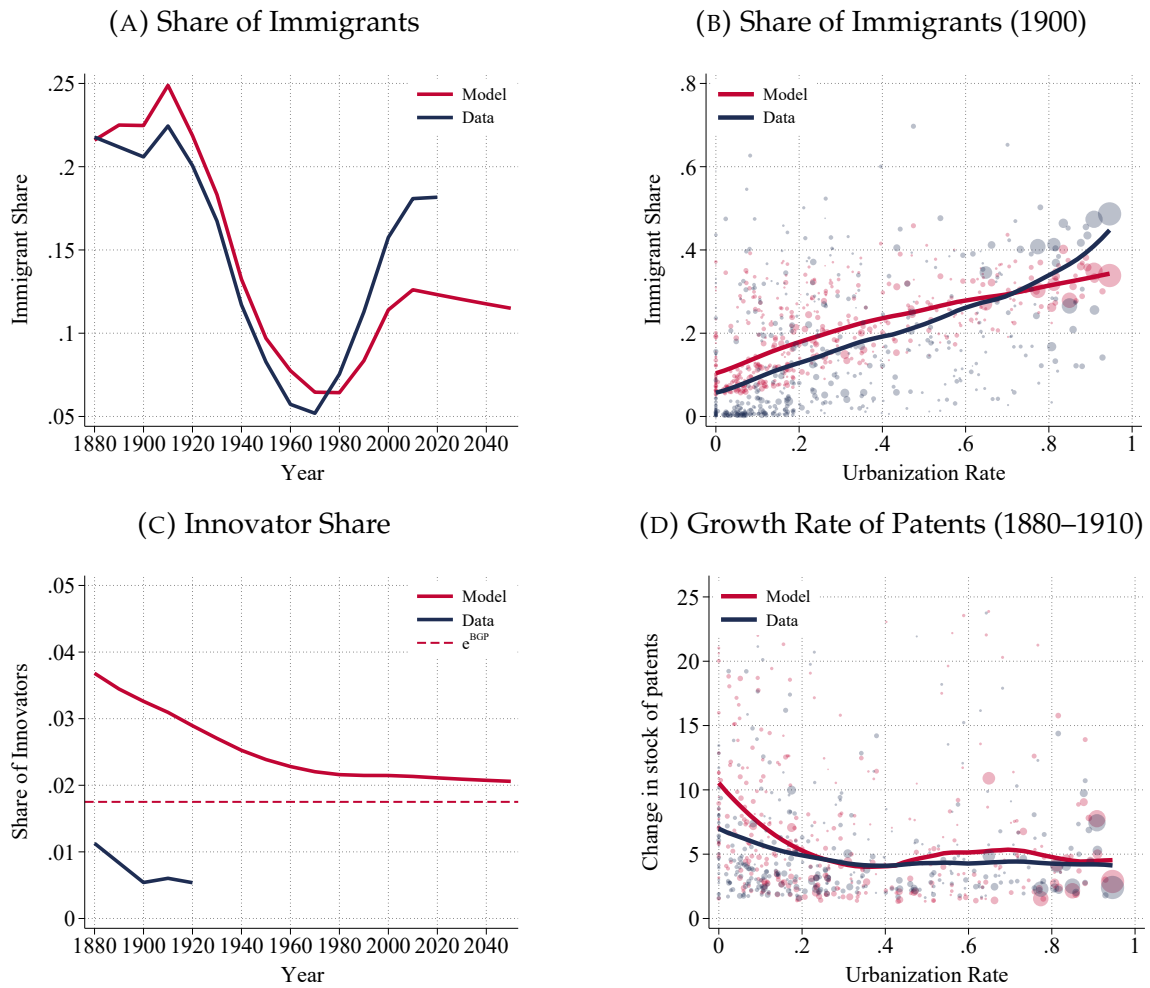 (A) Share of Immigrants
.25
.2
.15
.1
.05
Immigrant Share
Model
Data
1880 1900 1920 1940 1960 1980 2000 2020 2040
Year
(B) Share of Immigrants (1900)
.8
.6
.4
.2
0
Immigrant Share
Model
Data
0 .2 .4 .6 .8 1
Urbanization Rate
(C) Innovator Share
.05
.04
.03
.02
.01
0
Share of Innovators
Model
Data
e^BGP
1880 1900 1920 1940 1960 1980 2000 2020 2040
Year
(D) Growth Rate of Patents (1880–1910)
25
20
15
10
5
0
Change in stock of patents
Model
Data
0 .2 .4 .6 .8 1
Urbanization Rate